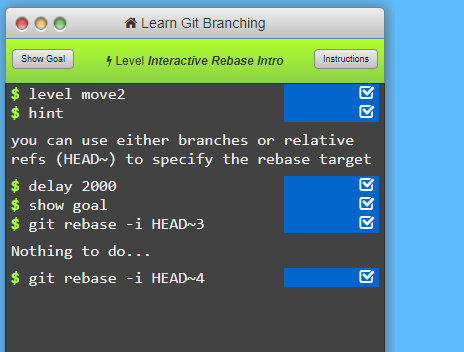 Learn Git Branching
Show Goal
Level Interactive Rebase Intro
Instructions
$ level move2
$ hint
you can use either branches or relative
refs (HEAD~) to specify the rebase target
$ delay 2000
$ show goal
$ git rebase -i HEAD~3
Nothing to do...
$ git rebase -i HEAD~4